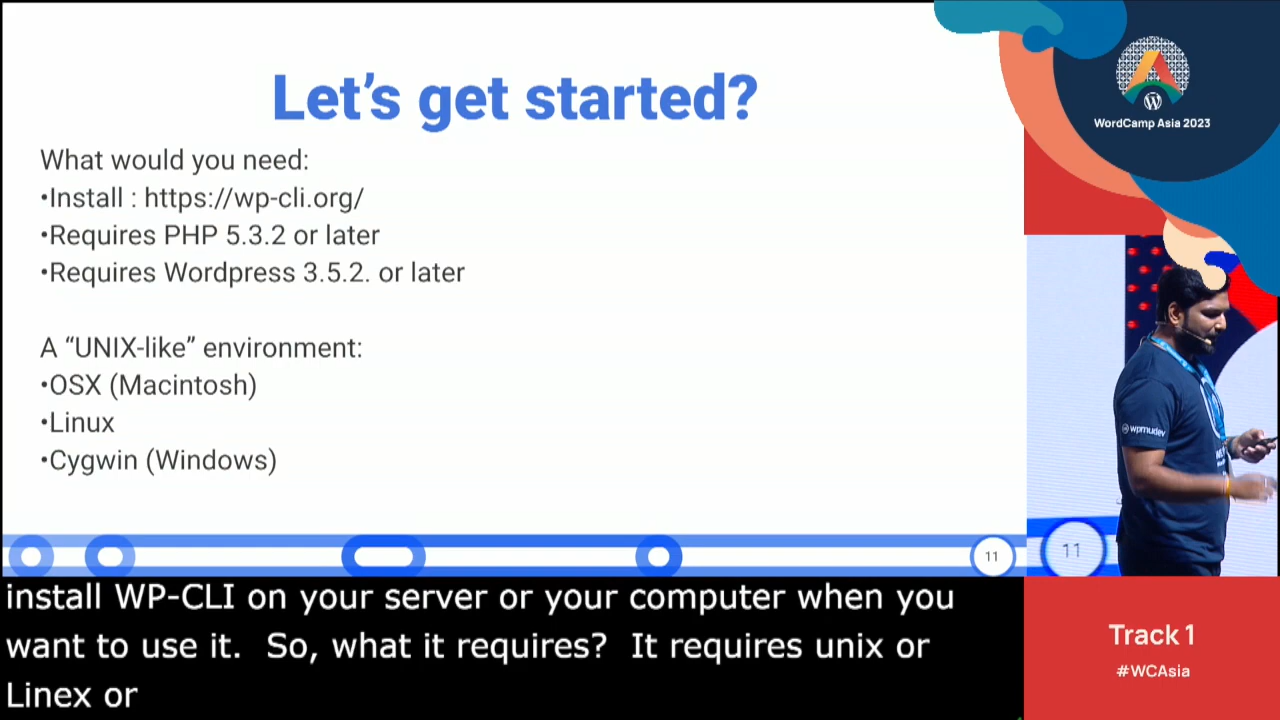 Let's get started?
What would you need:
•Install : https://wp-cli.org/
•Requires PHP 5.3.2 or later
•Requires Wordpress 3.5.2. or later
A “UNIX-like” environment:
•OSX (Macintosh)
•Linux
•Cygwin (Windows)
11
install WP-CLI on your server or your computer when you
want to use it.  So, what it requires?  It requires unix or
Linex or
WordCamp Asia 2023
wpmudev
11
Track 1
#WCAsia